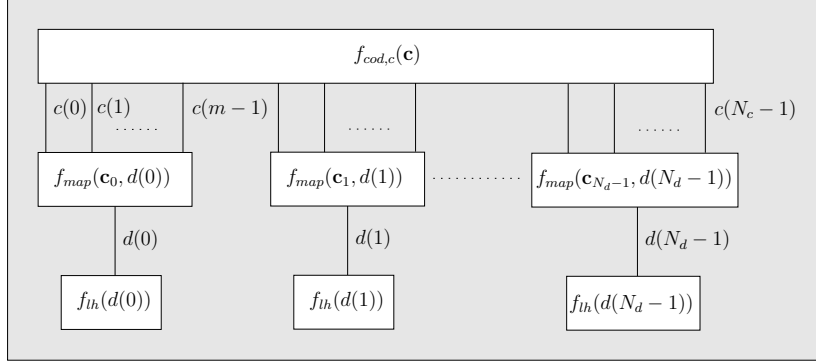 f_{cod,c}(𝐜)
c(0) c(1) c(m − 1) c(N_c − 1)
...... ...... ......
f_{map}(𝐜_0, d(0)) f_{map}(𝐜_1, d(1)) ............ f_{map}(𝐜_{N_d−1}, d(N_d − 1))
d(0) d(1) d(N_d − 1)
f_{lh}(d(0)) f_{lh}(d(1)) f_{lh}(d(N_d − 1))